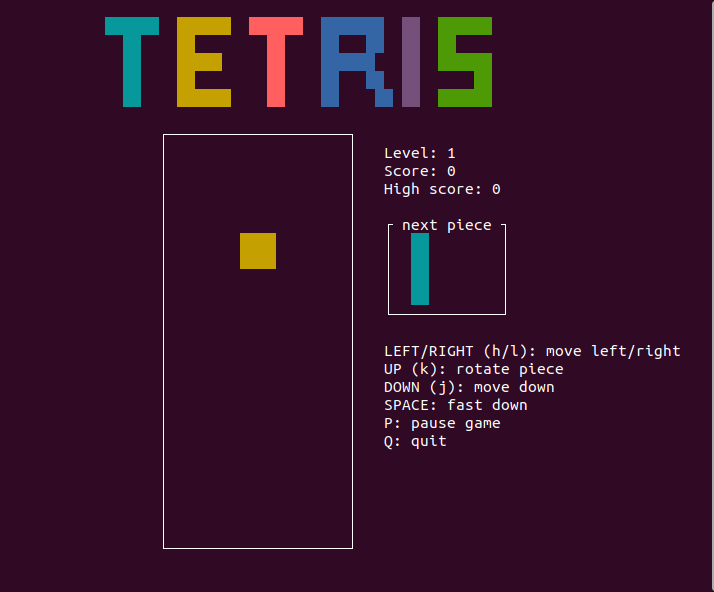 TETRIS
Level: 1
Score: 0
High score: 0
next piece
LEFT/RIGHT (h/l): move left/right
UP (k): rotate piece
DOWN (j): move down
SPACE: fast down
P: pause game
Q: quit